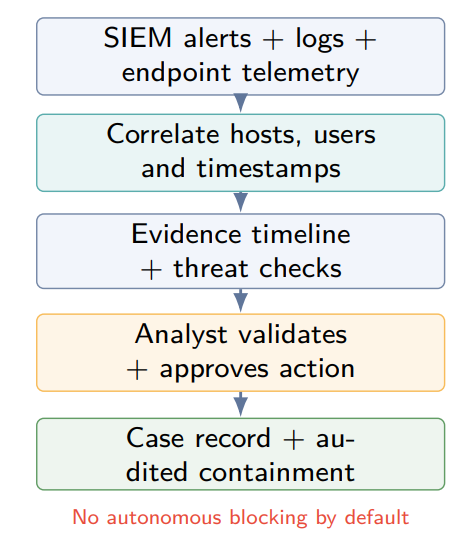 SIEM alerts + logs +
endpoint telemetry
Correlate hosts, users
and timestamps
Evidence timeline
+ threat checks
Analyst validates
+ approves action
Case record + au-
dited containment
No autonomous blocking by default